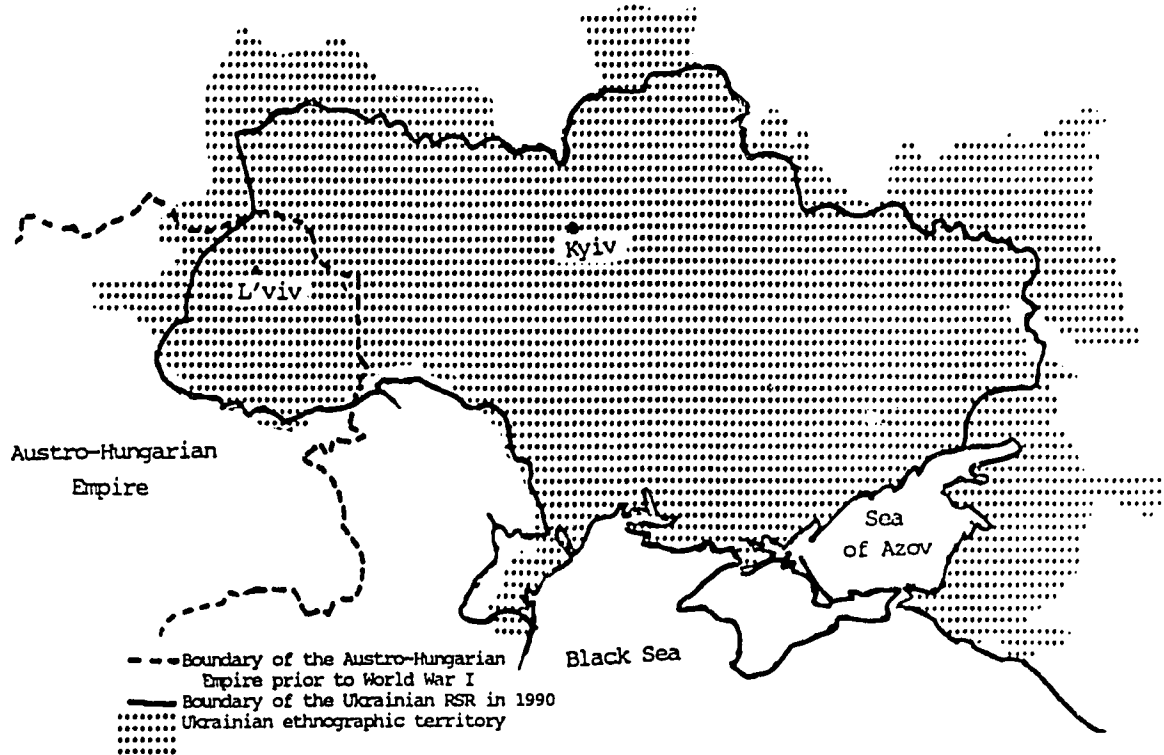 Kyiv
L'viv
Austro-Hungarian
Empire
Sea
of Azov
Black Sea
Boundary of the Austro-Hungarian
Empire prior to World War I
Boundary of the Ukrainian RSR in 1990
Ukrainian ethnographic territory